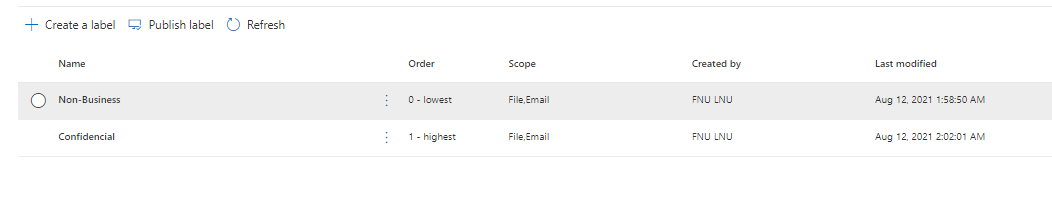 Create a label Publish label Refresh
Name Order Scope Created by Last modified
Non-Business 0 - lowest File,Email FNU LNU Aug 12, 2021 1:58:50 AM
Confidencial 1 - highest File,Email FNU LNU Aug 12, 2021 2:02:01 AM